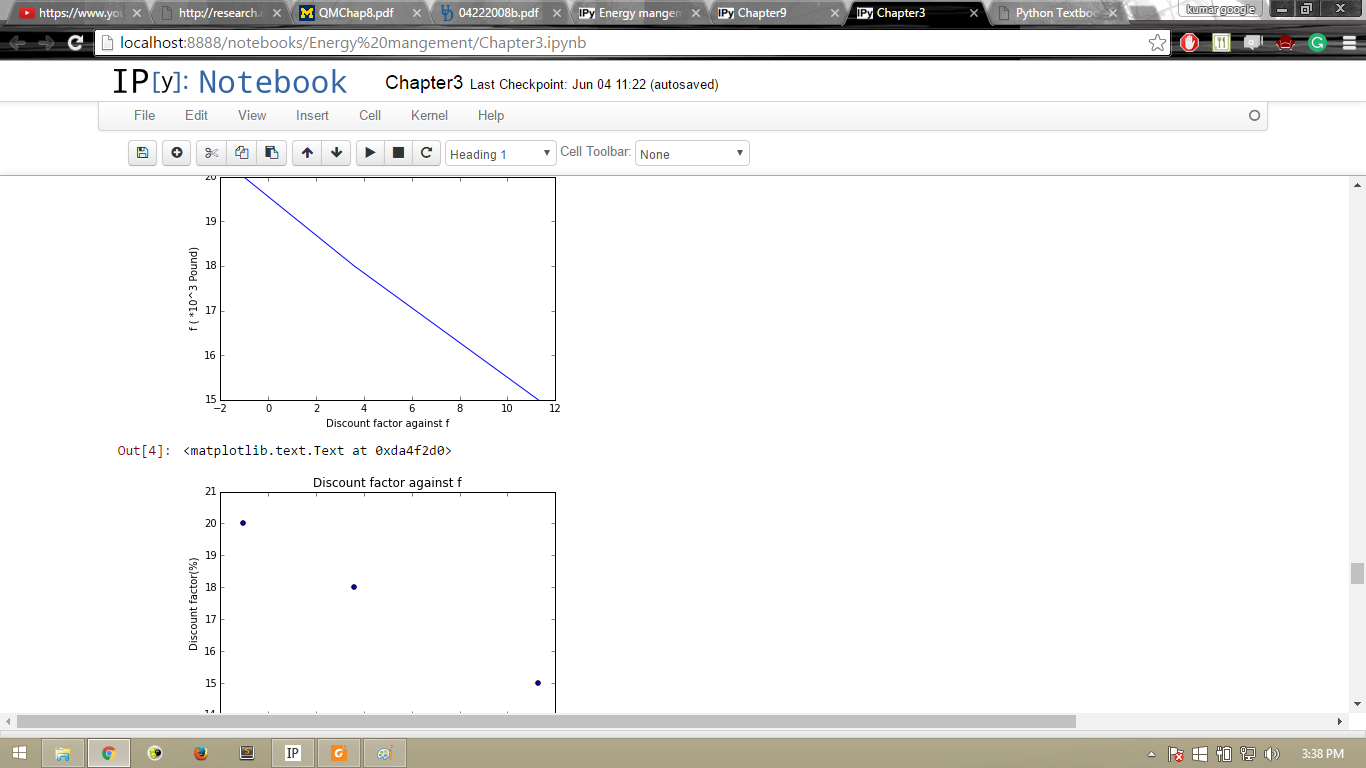 https://www.you
http://research.c
QMChap8.pdf
04222008b.pdf
Energy mangem
Chapter9
Chapter3
Python Textboo
kumar google
localhost:8888/notebooks/Energy%20mangement/Chapter3.ipynb
IP[y]: Notebook
Chapter3 Last Checkpoint: Jun 04 11:22 (autosaved)
File Edit View Insert Cell Kernel Help
Heading 1 Cell Toolbar: None
20
19
18
17
16
15
f ( *10^3 Pound)
−2 0 2 4 6 8 10 12
Discount factor against f
Out[4]: <matplotlib.text.Text at 0xda4f2d0>
Discount factor against f
21
20
19
18
17
16
15
14
Discount factor(%)
IP
3:38 PM